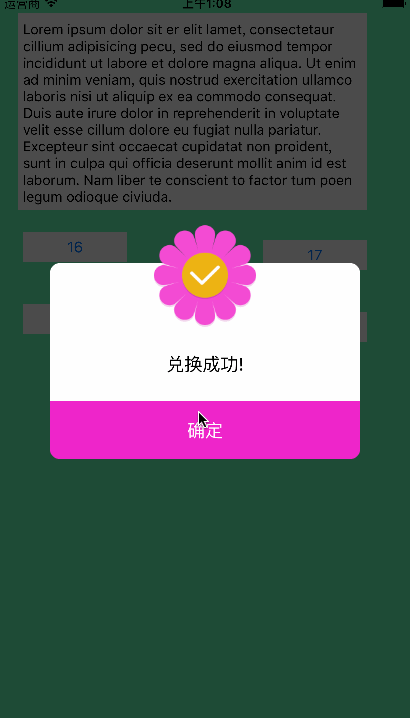 运营商 上午1:08
Lorem ipsum dolor sit er elit lamet, consectetaur
cillium adipisicing pecu, sed do eiusmod tempor
incididunt ut labore et dolore magna aliqua. Ut enim
ad minim veniam, quis nostrud exercitation ullamco
laboris nisi ut aliquip ex ea commodo consequat.
Duis aute irure dolor in reprehenderit in voluptate
velit esse cillum dolore eu fugiat nulla pariatur.
Excepteur sint occaecat cupidatat non proident,
sunt in culpa qui officia deserunt mollit anim id est
laborum. Nam liber te conscient to factor tum poen
legum odioque civiuda.
16
17
兑换成功!
确定